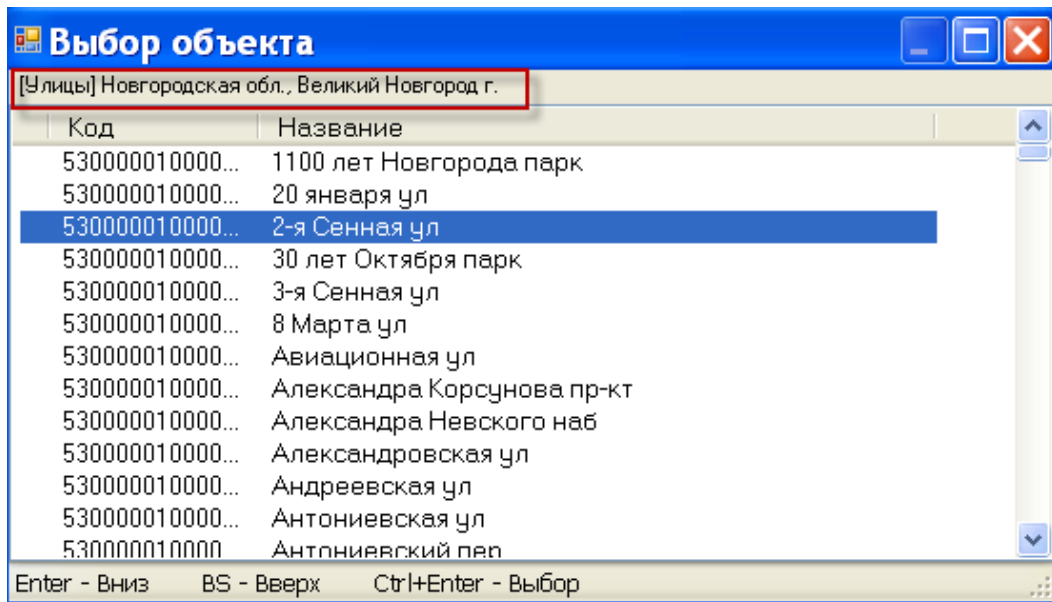 Выбор объекта
[Улицы] Новгородская обл., Великий Новгород г.
Код Название
530000010000... 1100 лет Новгорода парк
530000010000... 20 января ул
530000010000... 2-я Сенная ул
530000010000... 30 лет Октября парк
530000010000... 3-я Сенная ул
530000010000... 8 Марта ул
530000010000... Авиационная ул
530000010000... Александра Корсунова пр-кт
530000010000... Александра Невского наб
530000010000... Александровская ул
530000010000... Андреевская ул
530000010000... Антониевская ул
530000010000... Антониевский пер
Enter - Вниз BS - Вверх Ctrl+Enter - Выбор